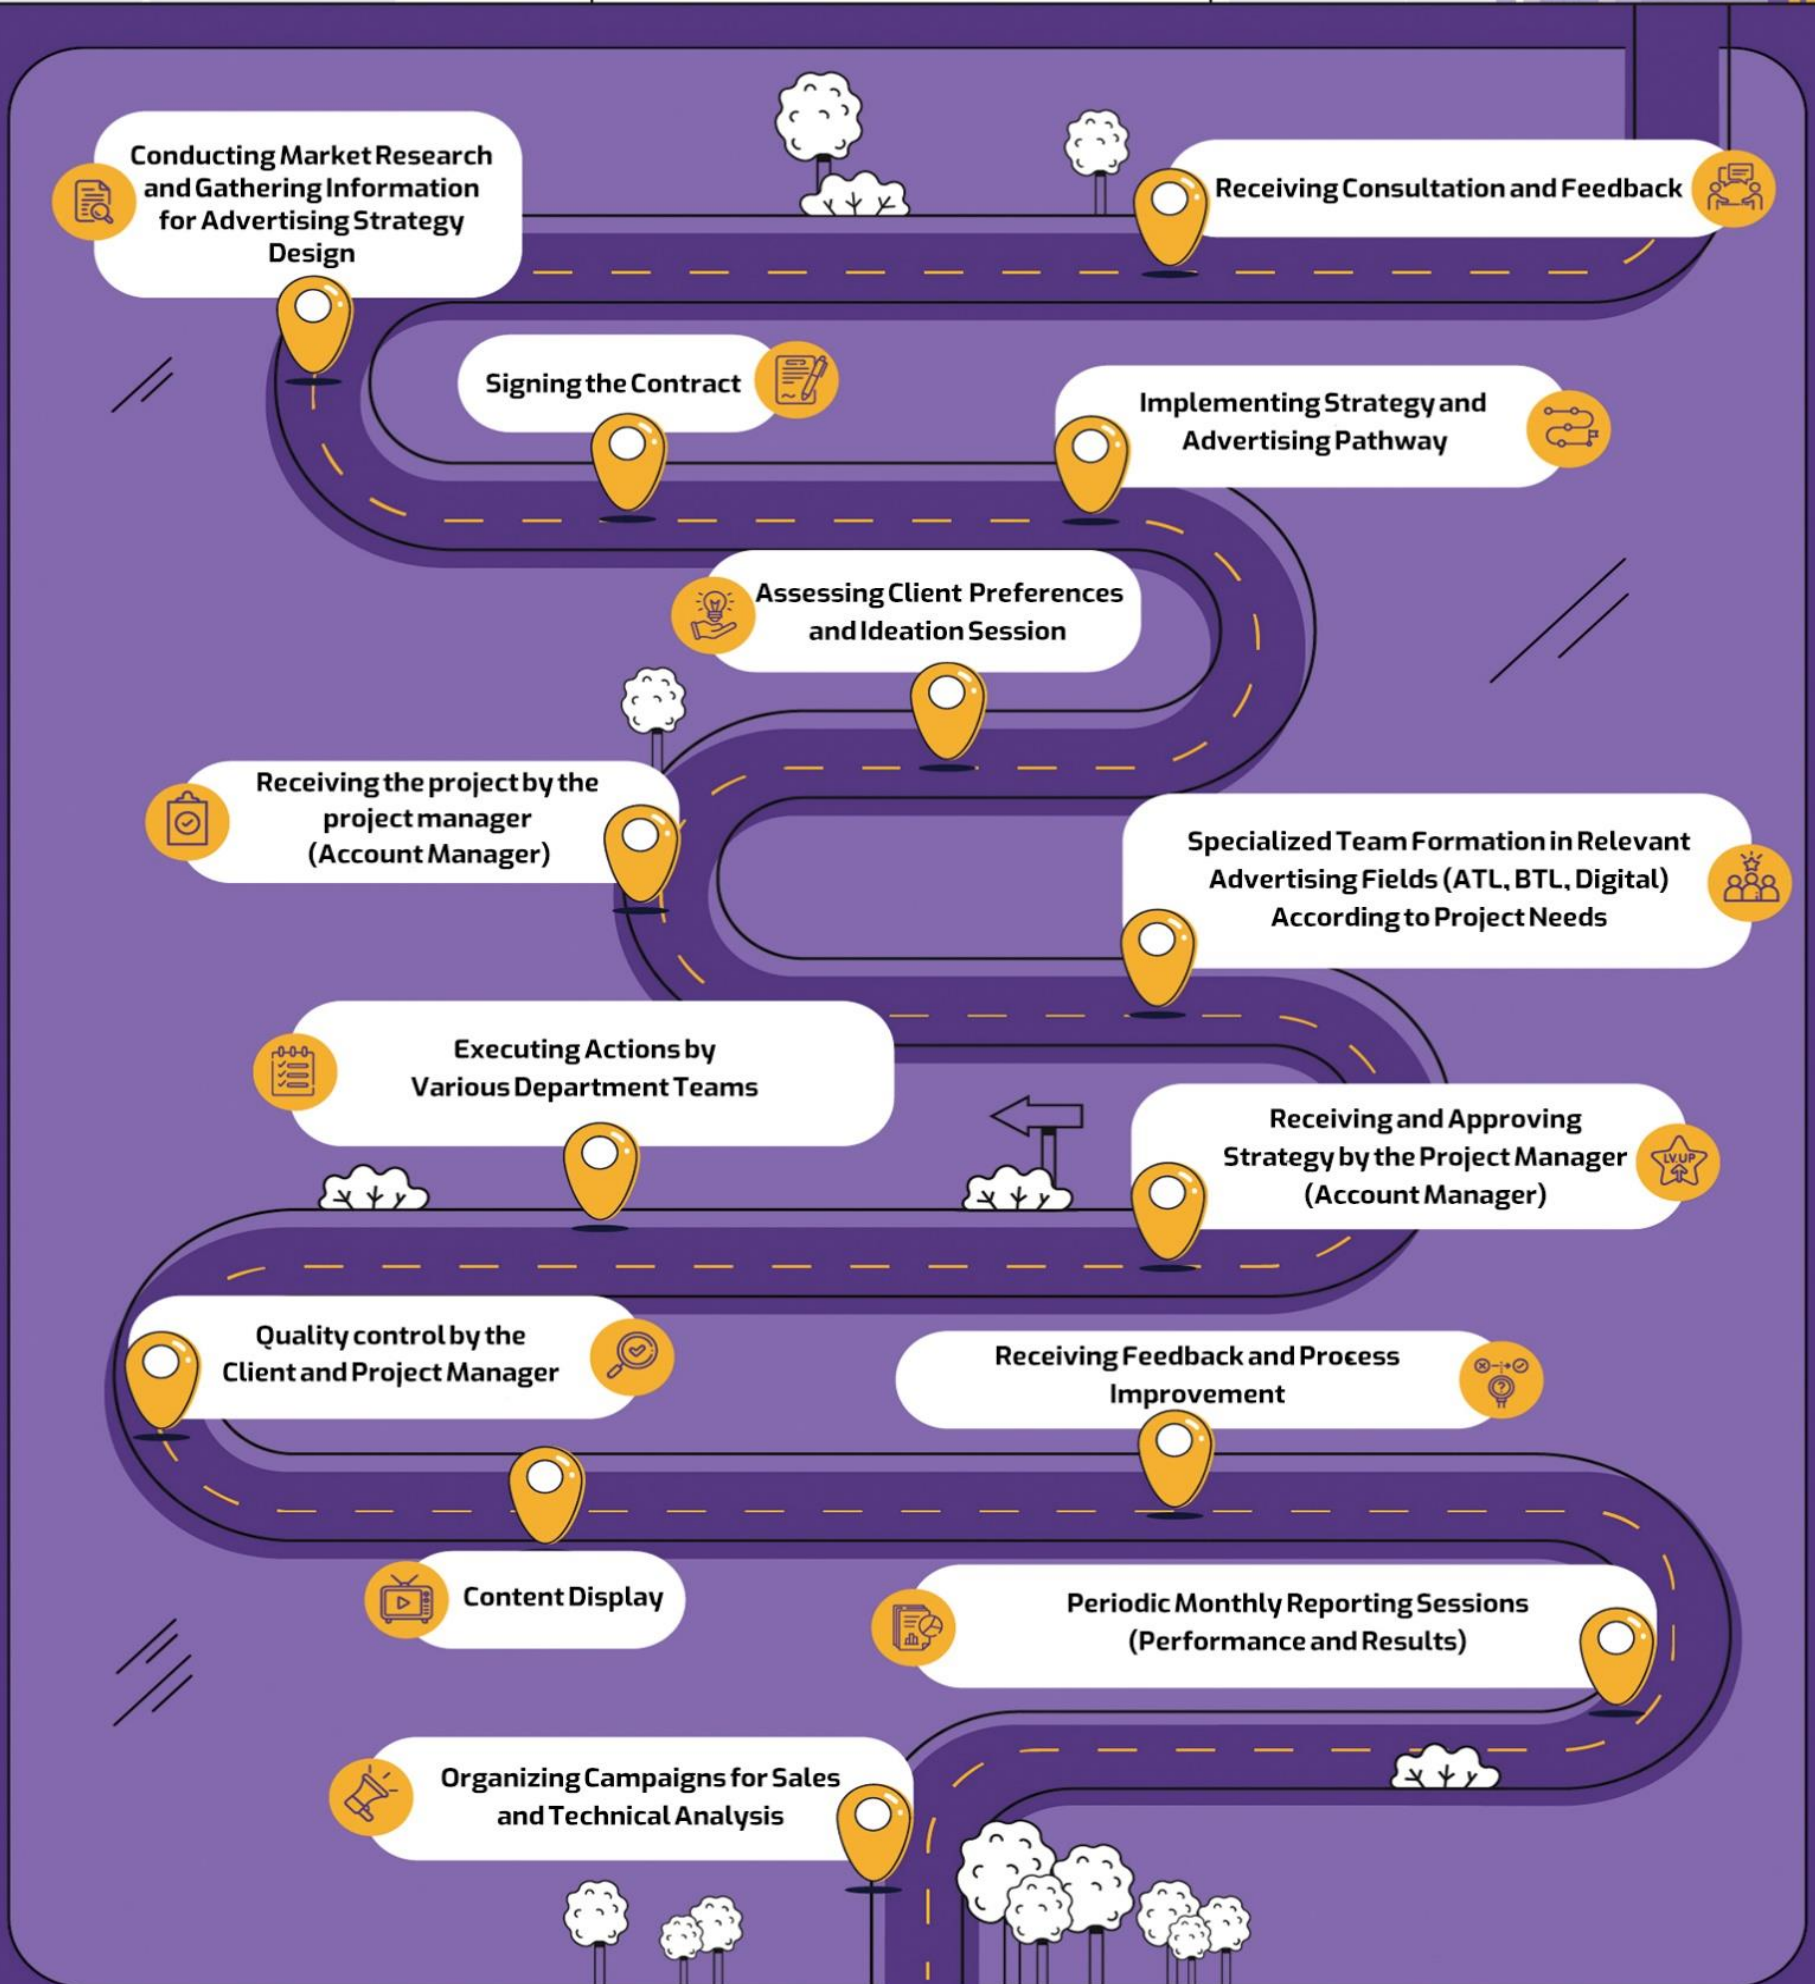 Conducting Market Research
and Gathering Information
for Advertising Strategy
Design
Receiving Consultation and Feedback
Signing the Contract
Implementing Strategy and
Advertising Pathway
Assessing Client Preferences
and Ideation Session
Receiving the project by the
project manager
(Account Manager)
Specialized Team Formation in Relevant
Advertising Fields (ATL, BTL, Digital)
According to Project Needs
Executing Actions by
Various Department Teams
Receiving and Approving
Strategy by the Project Manager
(Account Manager)
LV.UP
Quality control by the
Client and Project Manager
Receiving Feedback and Process
Improvement
Content Display
Periodic Monthly Reporting Sessions
(Performance and Results)
Organizing Campaigns for Sales
and Technical Analysis